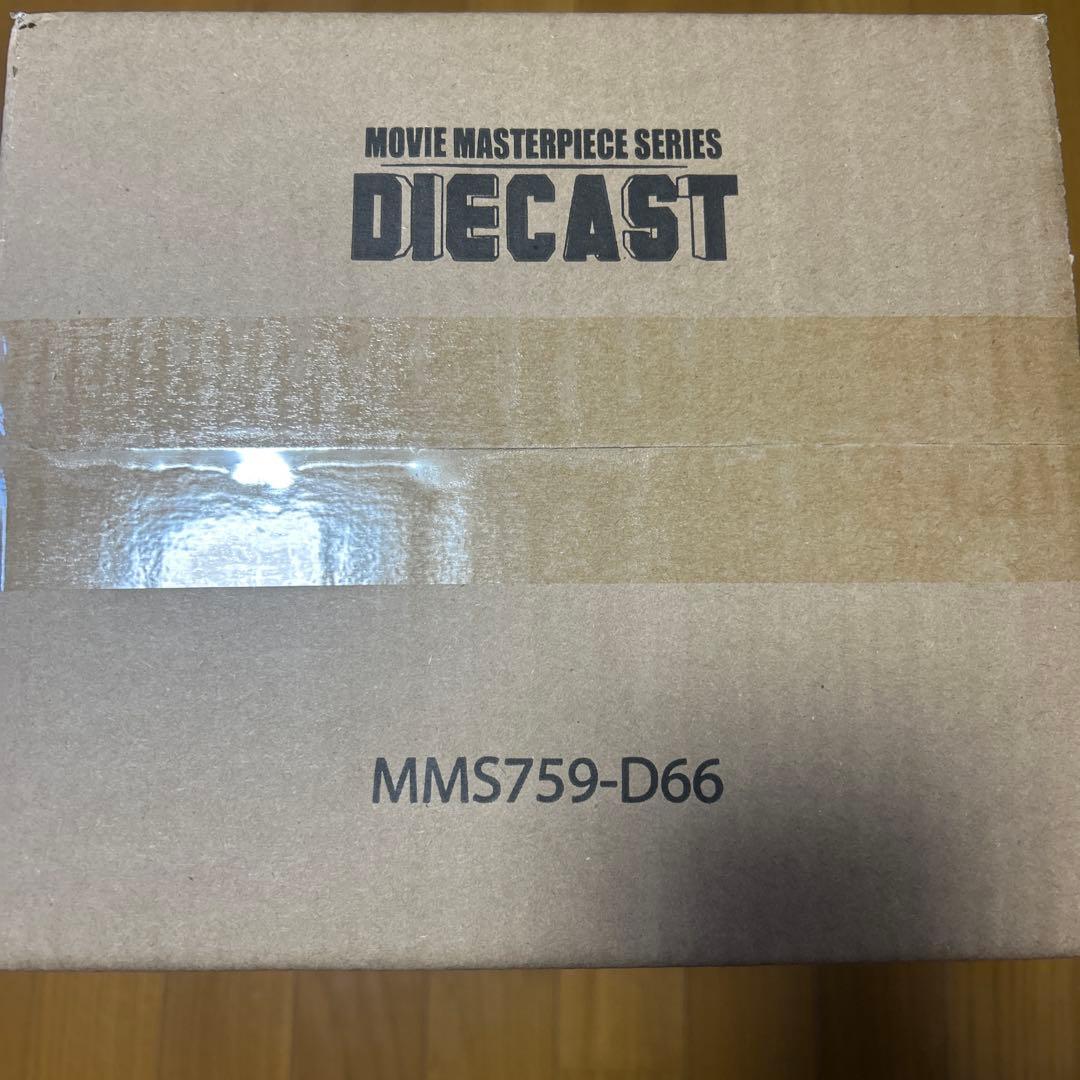 MOVIE MASTERPIECE SERIES
DIECAST
MMS759-D66